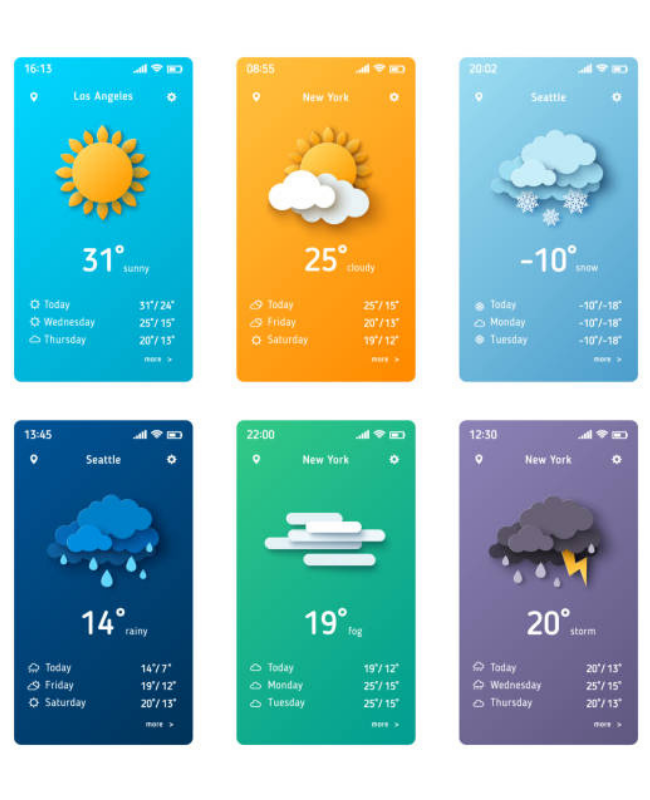 16:13
Los Angeles
31° sunny
Today 31°/24°
Wednesday 25°/15°
Thursday 20°/13°
more >
08:55
New York
25° cloudy
Today 25°/15°
Friday 20°/13°
Saturday 19°/12°
more >
20:02
Seattle
-10° snow
Today -10°/-18°
Monday -10°/-18°
Tuesday -10°/-18°
more >
13:45
Seattle
14° rainy
Today 14°/7°
Friday 19°/12°
Saturday 20°/13°
more >
22:00
New York
19° fog
Today 19°/12°
Monday 25°/15°
Tuesday 25°/15°
more >
12:30
New York
20° storm
Today 20°/13°
Wednesday 25°/15°
Thursday 20°/13°
more >